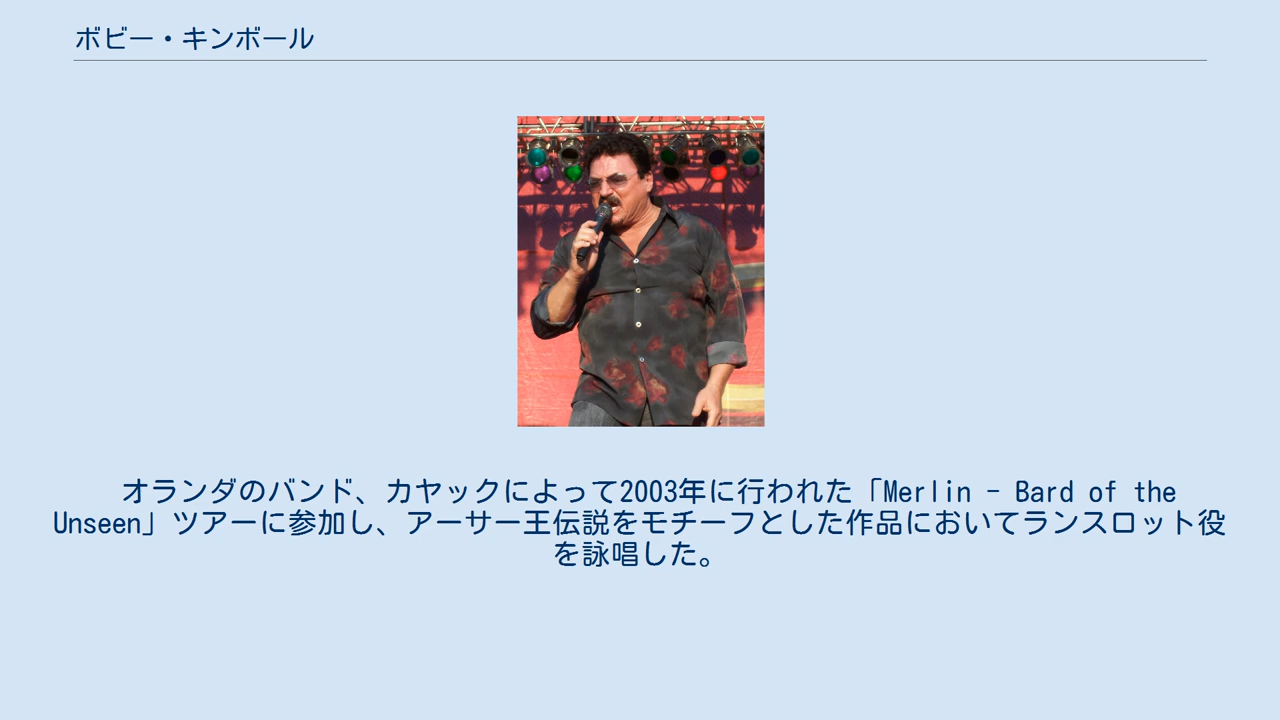 ボビー・キンボール
オランダのバンド、カヤックによって2003年に行われた「Merlin - Bard of the
Unseen」ツアーに参加し、アーサー王伝説をモチーフとした作品においてランスロット役
を詠唱した。